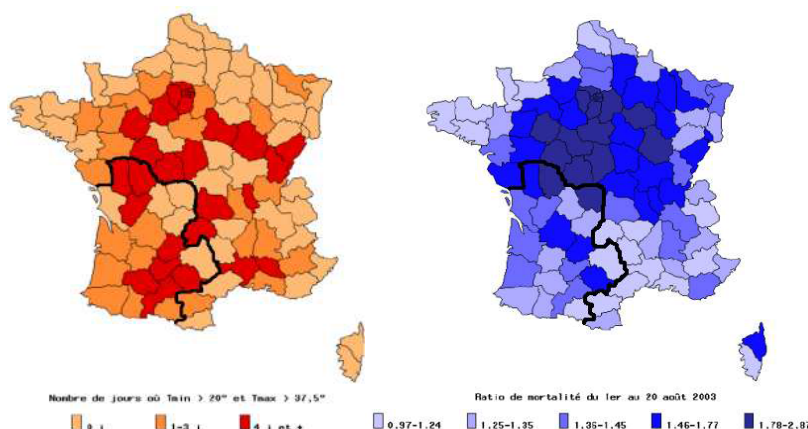 Nombre de jours où Tmin > 20° et Tmax > 37,5°
0 j
1-3 j
4 j et +
Ratio de mortalité du 1er au 20 août 2003
0.97-1.24
1.25-1.35
1.36-1.45
1.46-1.77